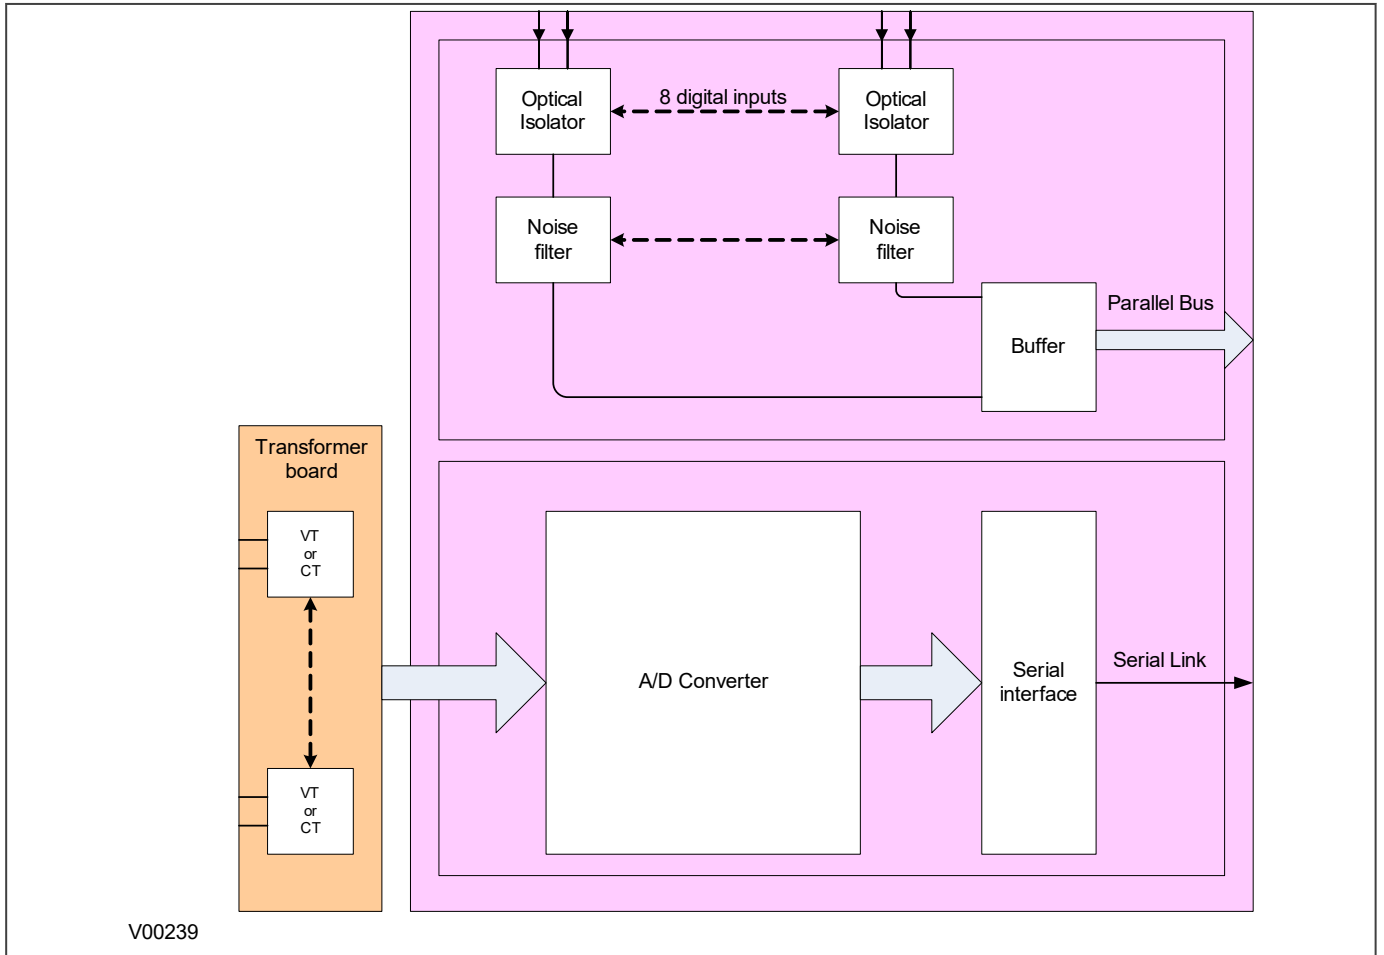 Optical
Isolator
8 digital inputs
Optical
Isolator
Noise
filter
Noise
filter
Parallel Bus
Buffer
Transformer
board
VT
or
CT
A/D Converter
Serial
interface
Serial Link
VT
or
CT
V00239